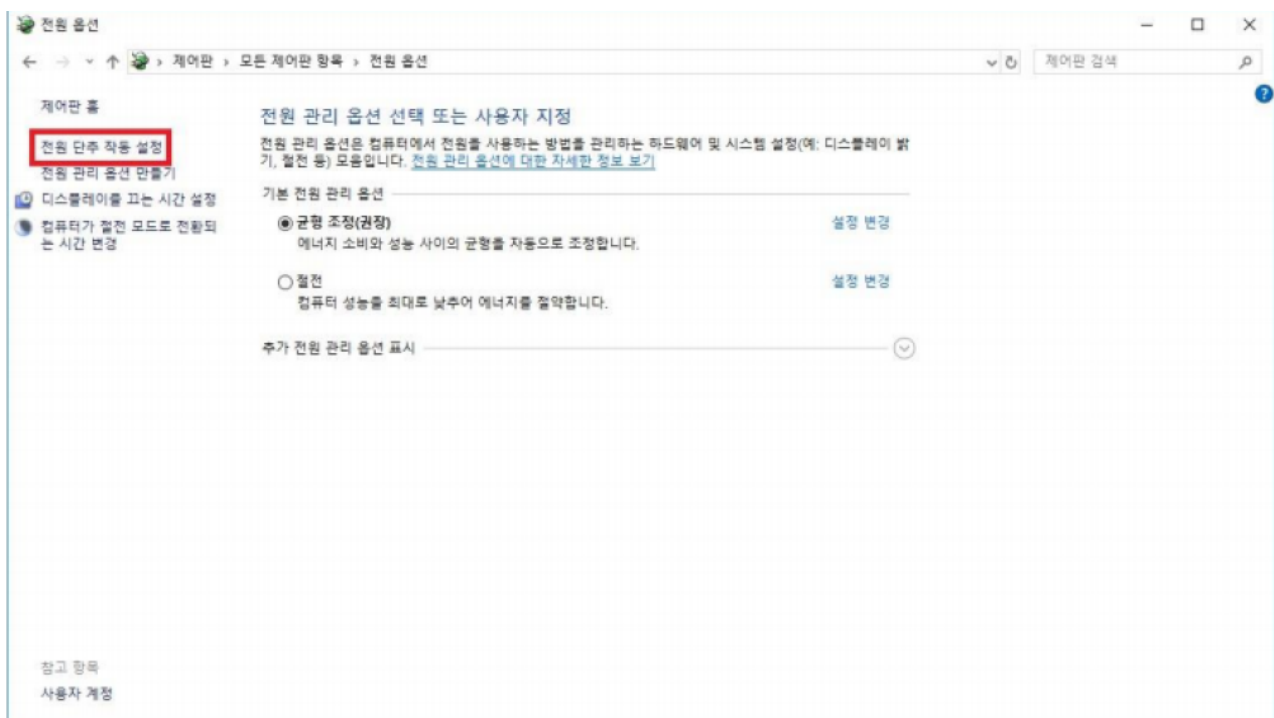 전원 옵션
제어판 › 모든 제어판 항목 › 전원 옵션
제어판 검색
제어판 홈
전원 단추 작동 설정
전원 관리 옵션 만들기
디스플레이를 끄는 시간 설정
컴퓨터가 절전 모드로 전환되
는 시간 변경
전원 관리 옵션 선택 또는 사용자 지정
전원 관리 옵션은 컴퓨터에서 전원을 사용하는 방법을 관리하는 하드웨어 및 시스템 설정(예: 디스플레이 밝
기, 절전 등) 모음입니다. 전원 관리 옵션에 대한 자세한 정보 보기
기본 전원 관리 옵션
균형 조정(권장) 설정 변경
에너지 소비와 성능 사이의 균형을 자동으로 조정합니다.
절전 설정 변경
컴퓨터 성능을 최대로 낮추어 에너지를 절약합니다.
추가 전원 관리 옵션 표시
참고 항목
사용자 계정